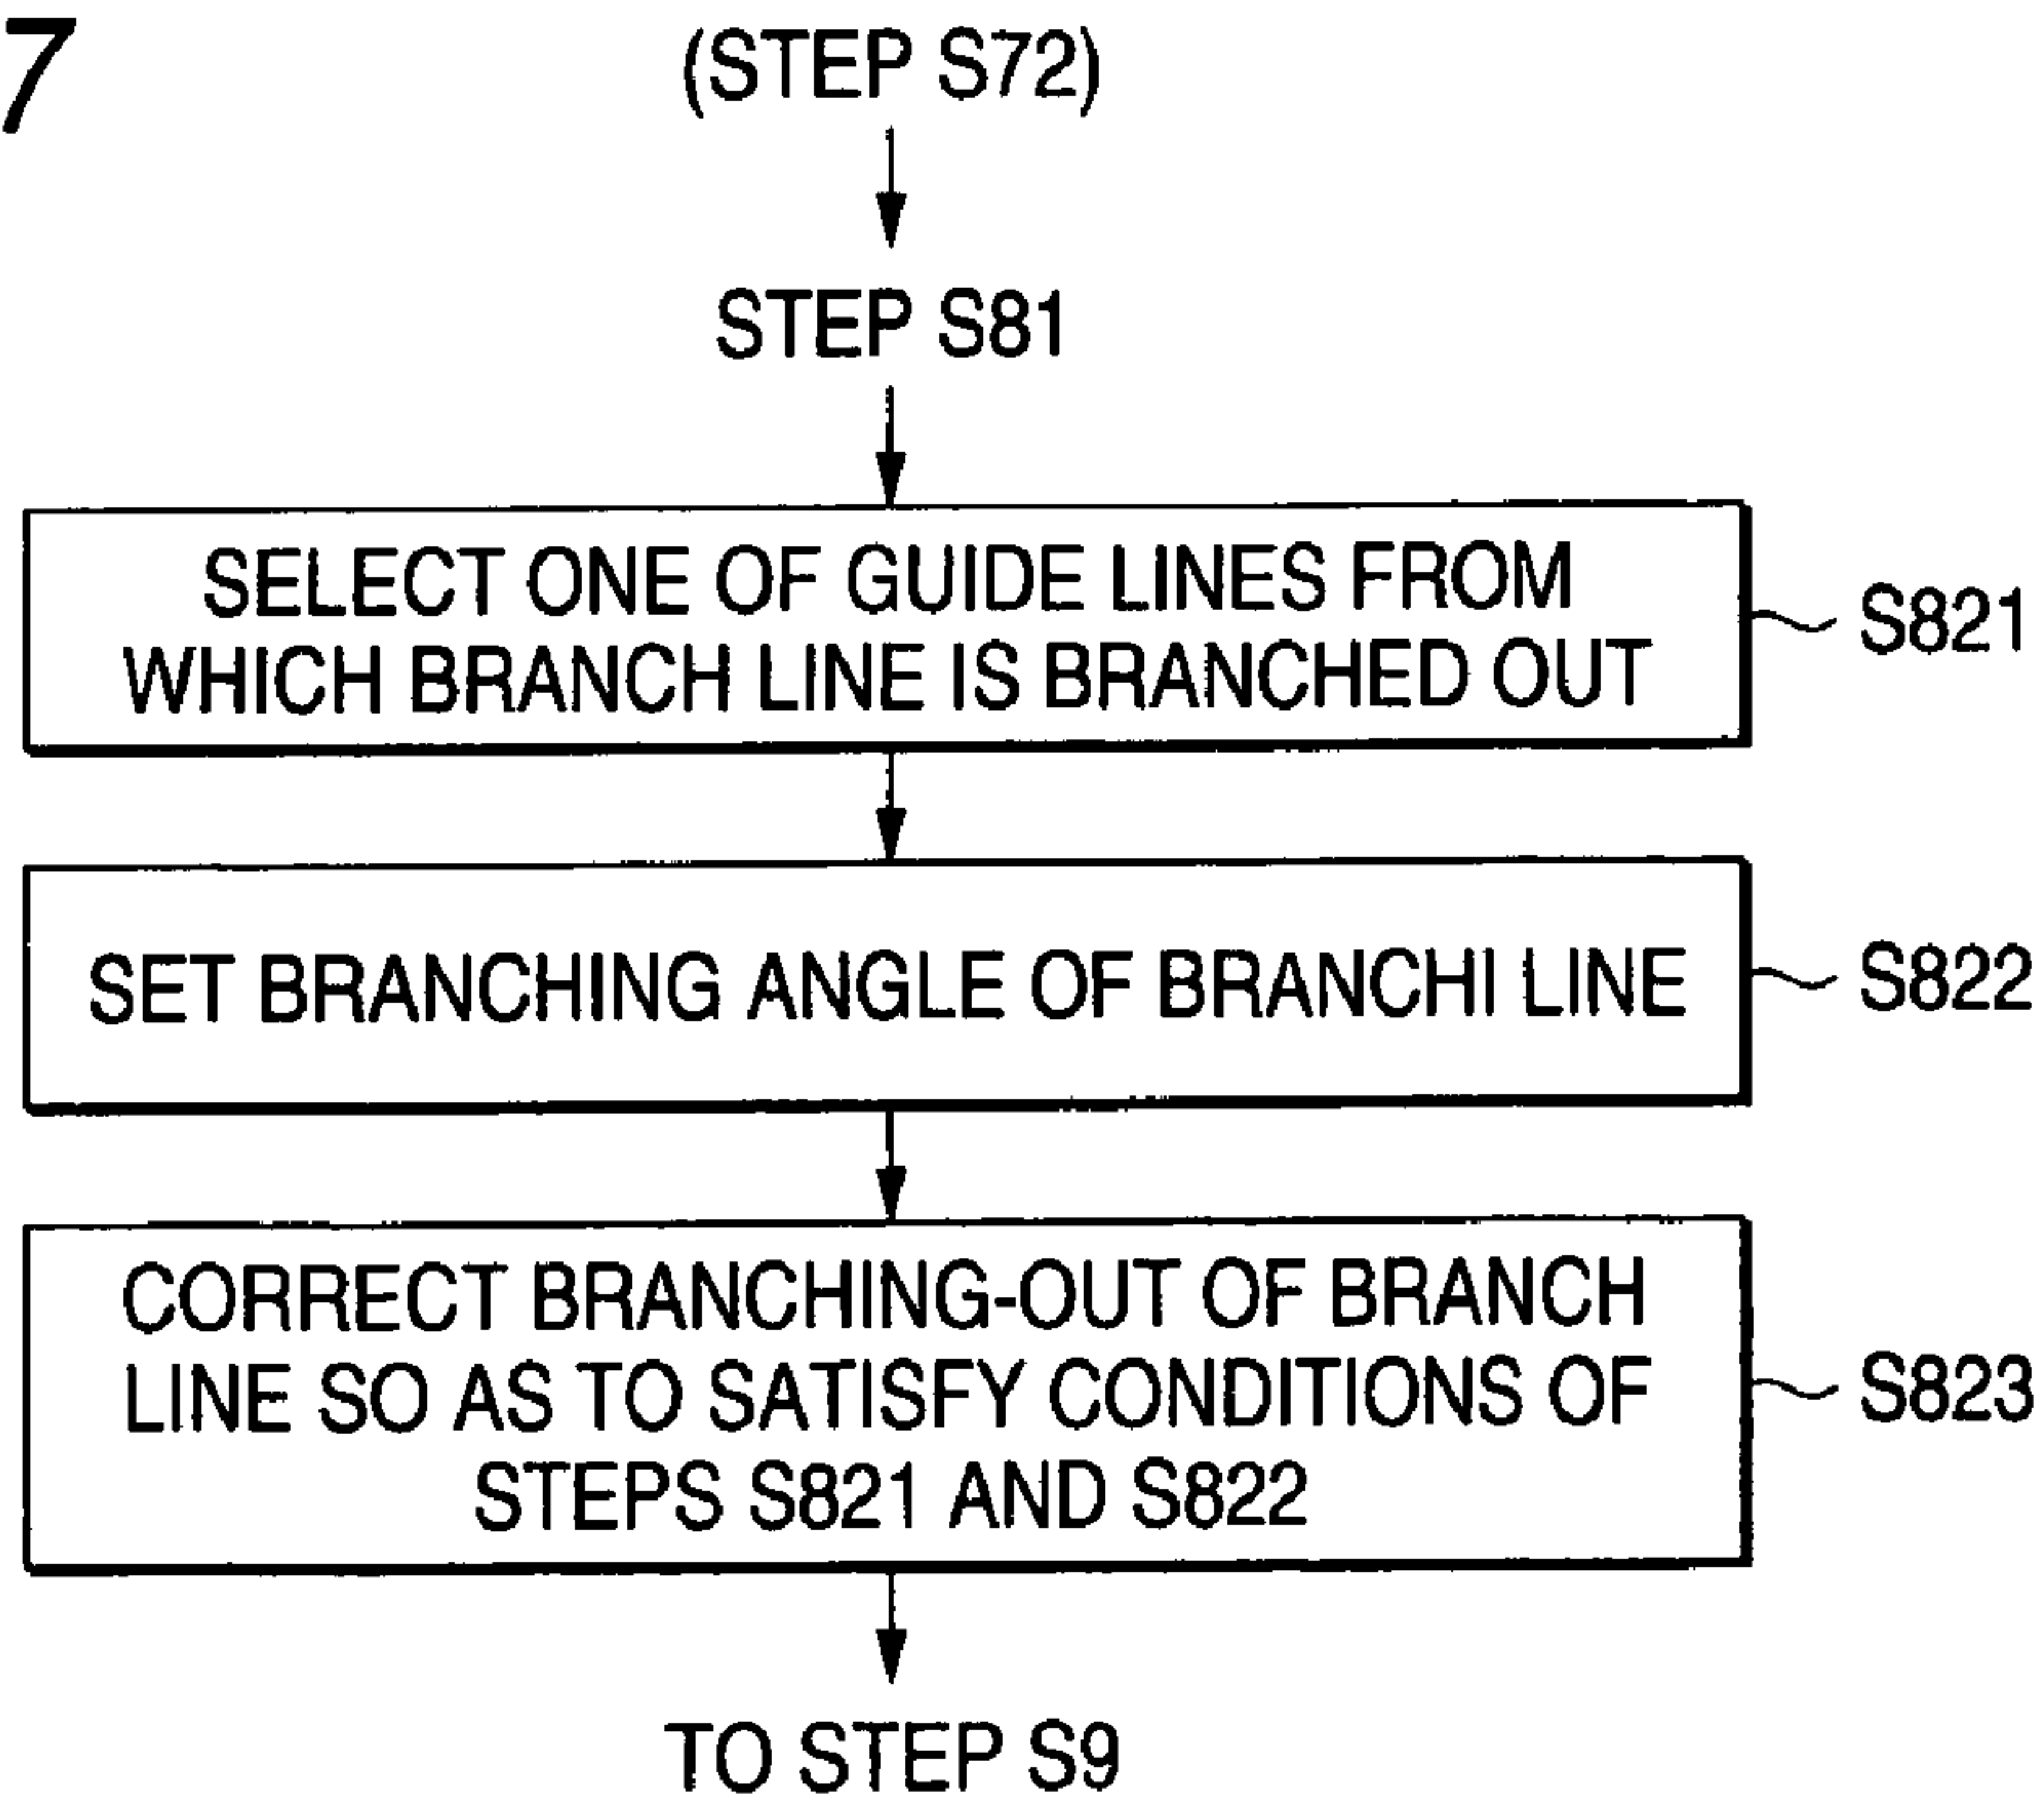 7
(STEP S72)
STEP S81
SELECT ONE OF GUIDE LINES FROM
WHICH BRANCH LINE IS BRANCHED OUT
S821
SET BRANCHING ANGLE OF BRANCHI LINE
S822
CORRECT BRANCHING-OUT OF BRANCH
LINE SO AS TO SATISFY CONDITIONS OF
STEPS S821 AND S822
S823
TO STEP S9